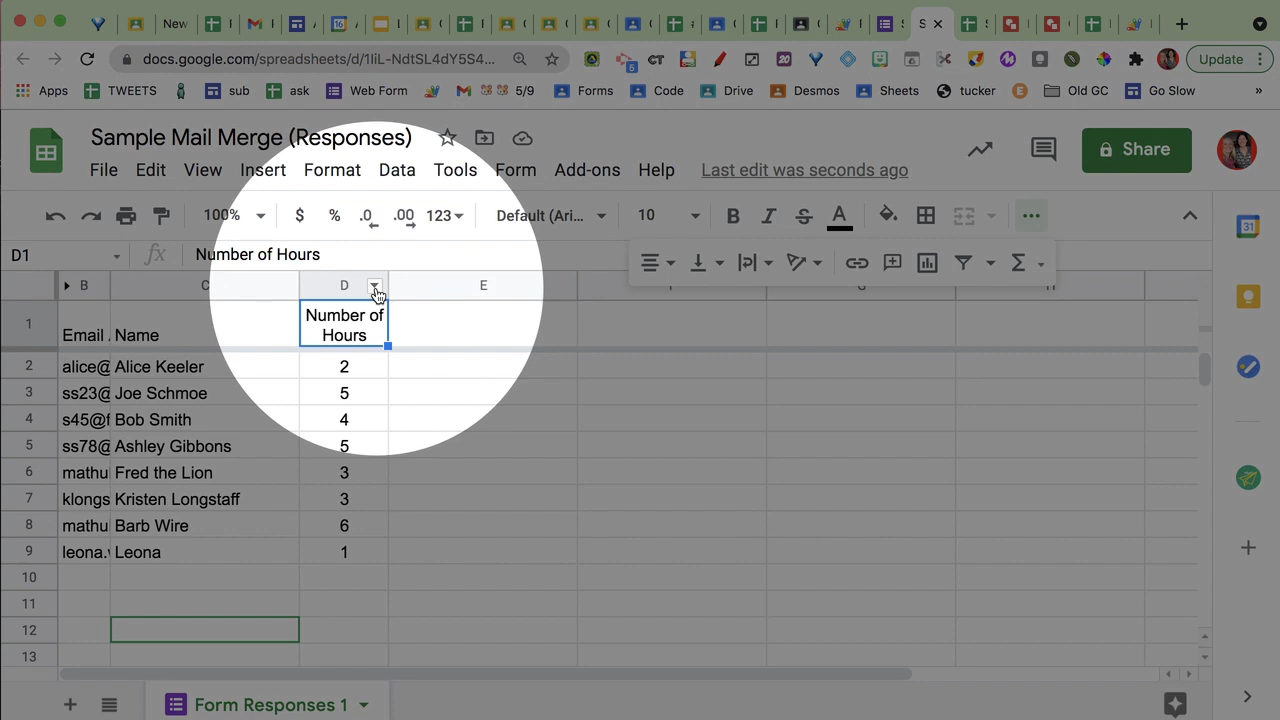 New
S
docs.google.com/spreadsheets/d/1IiL-NdtSL4dY5S4...
Update
Apps
TWEETS
sub
ask
Web Form
5/9
Forms
Code
Drive
Desmos
Sheets
tucker
Old GC
Go Slow
»
Sample Mail Merge (Responses)
File Edit View Insert Format Data Tools Form Add-ons Help Last edit was seconds ago
Share
100% $ % .0 .00 123 Default (Ari... 10 B I S A
D1 fx Number of Hours
B C D E
1 Email Name Number of
Hours
2 alice@ Alice Keeler 2
3 ss23@ Joe Schmoe 5
4 s45@f Bob Smith 4
5 ss78@ Ashley Gibbons 5
6 mathu Fred the Lion 3
7 klongs Kristen Longstaff 3
8 mathu Barb Wire 6
9 leona. Leona 1
10
11
12
13
Form Responses 1